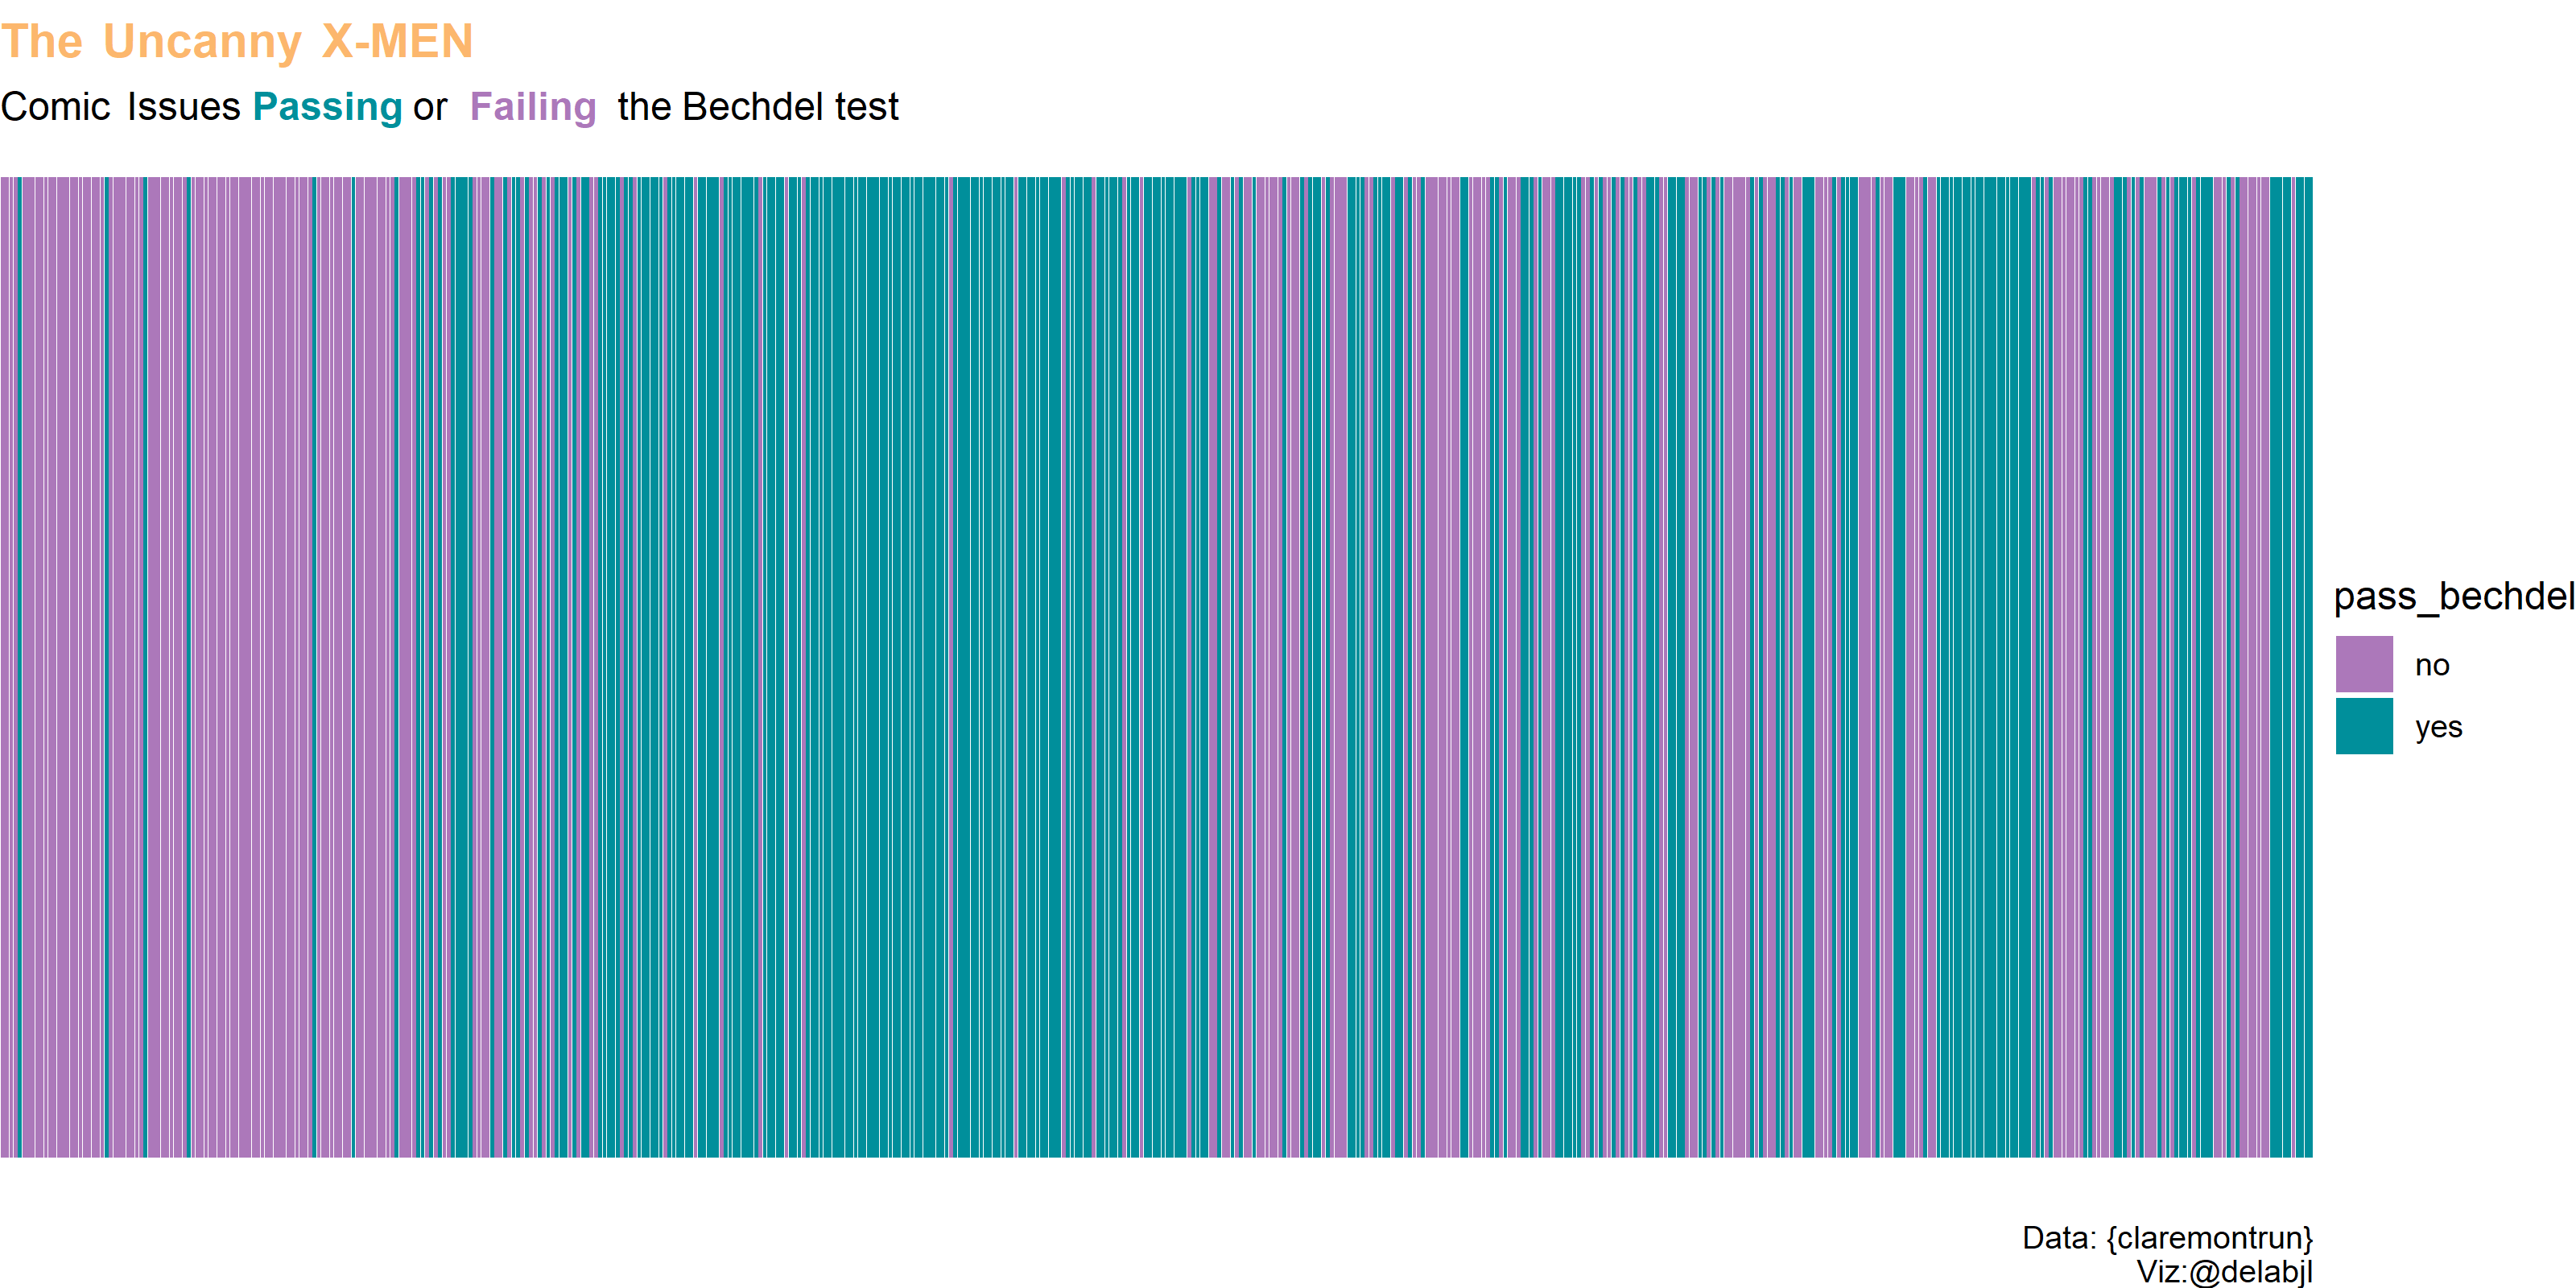 The Uncanny X-MEN
Comic Issues Passing or Failing the Bechdel test
pass_bechdel
no
yes
Data: {claremontrun}
Viz:@delabjl